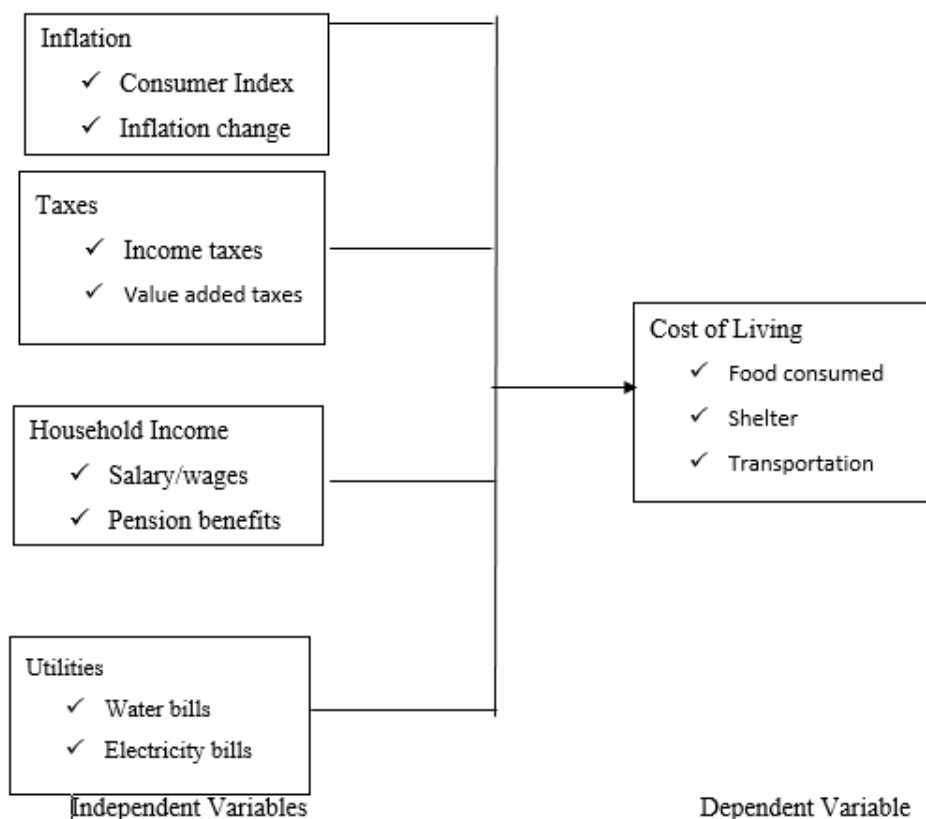 Inflation
✓ Consumer Index
✓ Inflation change
Taxes
✓ Income taxes
✓ Value added taxes
Household Income
✓ Salary/wages
✓ Pension benefits
Utilities
✓ Water bills
✓ Electricity bills
Independent Variables
Cost of Living
✓ Food consumed
✓ Shelter
✓ Transportation
Dependent Variable